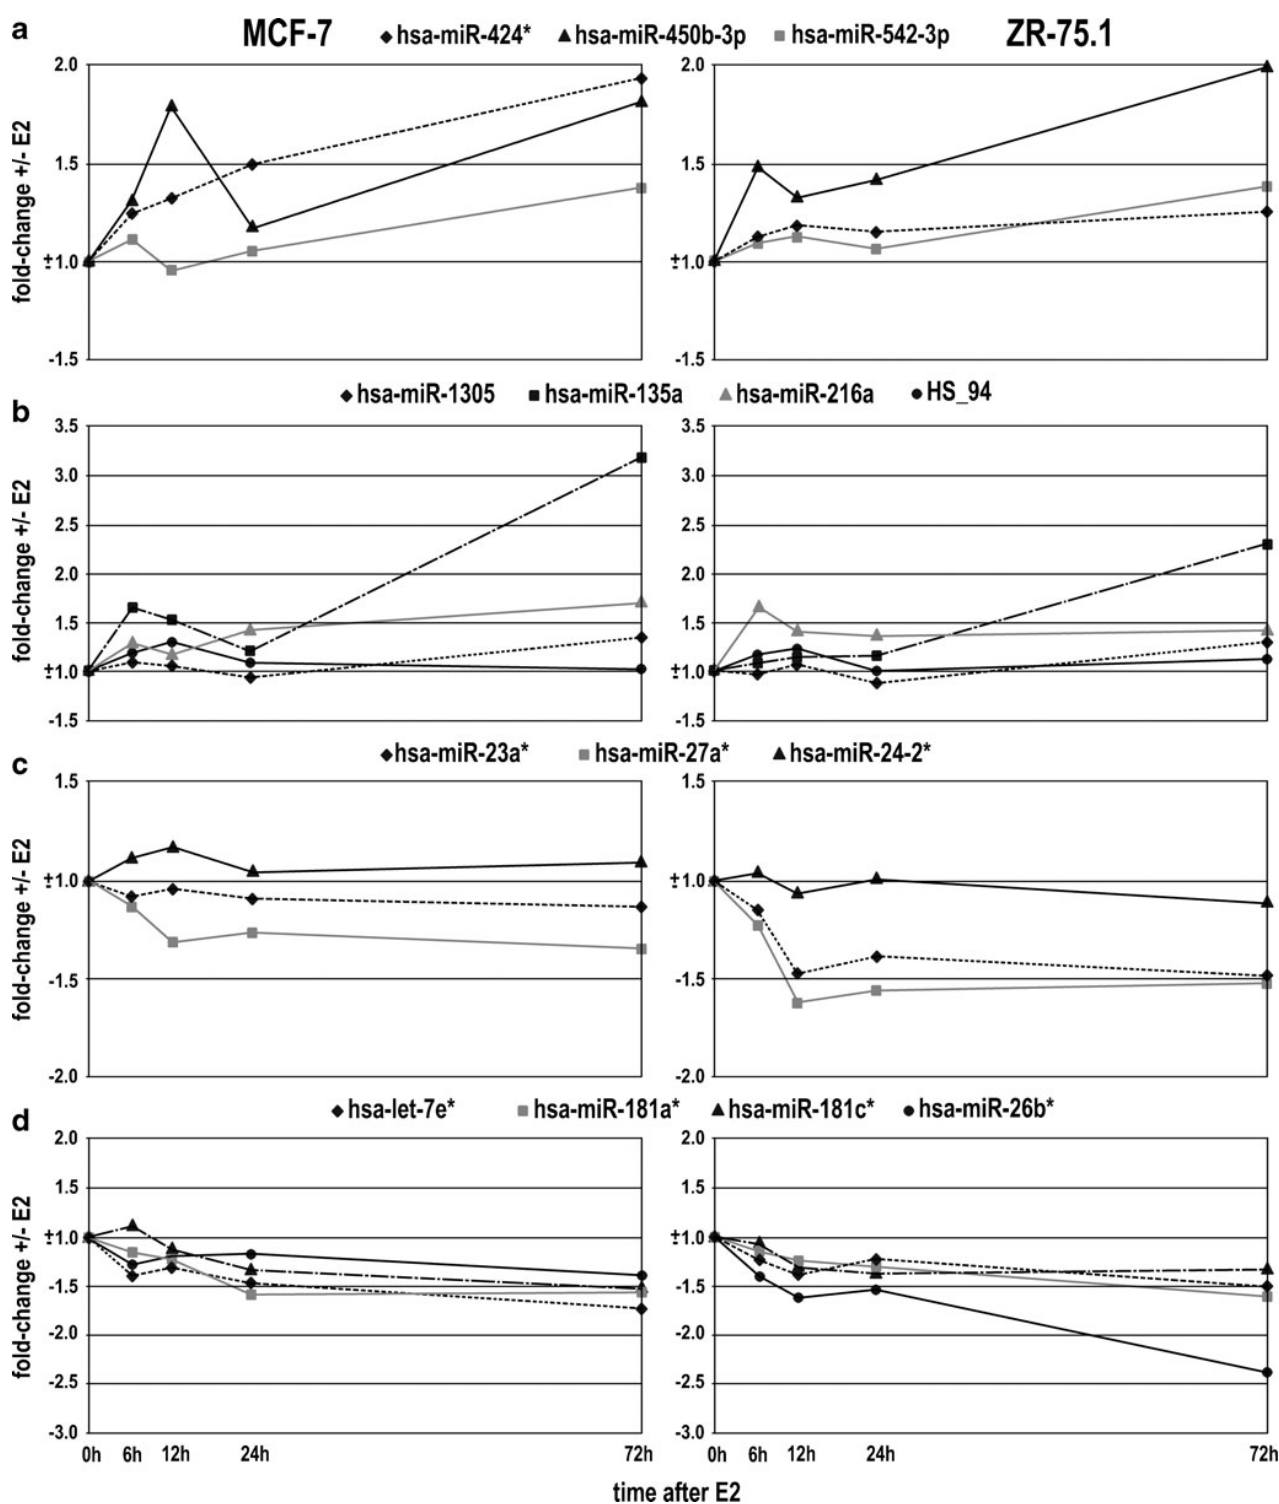 a MCF-7 hsa-miR-424* hsa-miR-450b-3p hsa-miR-542-3p ZR-75.1
fold-change +/- E2
2.0 2.0
1.5 1.5
±1.0 ±1.0
-1.5 -1.5
hsa-miR-1305 hsa-miR-135a hsa-miR-216a HS_94
b
fold-change +/- E2
3.5 3.5
3.0 3.0
2.5 2.5
2.0 2.0
1.5 1.5
±1.0 ±1.0
-1.5 -1.5
hsa-miR-23a* hsa-miR-27a* hsa-miR-24-2*
c
fold-change +/- E2
1.5 1.5
±1.0 ±1.0
-1.5 -1.5
-2.0 -2.0
hsa-let-7e* hsa-miR-181a* hsa-miR-181c* hsa-miR-26b*
d
fold-change +/- E2
2.0 2.0
1.5 1.5
±1.0 ±1.0
-1.5 -1.5
-2.0 -2.0
-2.5 -2.5
-3.0 -3.0
0h 6h 12h 24h 72h 0h 6h 12h 24h 72h
time after E2